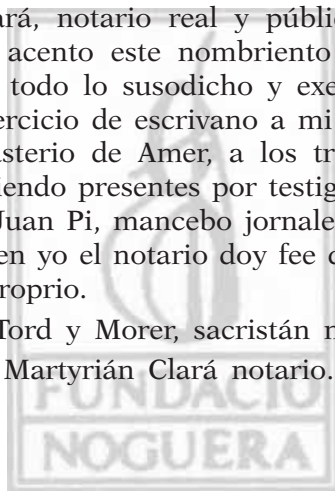 ará, notario real y públic
acento este nombriento
todo lo susodicho y exe
ercicio de escrivano a mi
asterio de Amer, a los tr
iendo presentes por testig
Juan Pi, mancebo jornale
en yo el notario doy fee c
roprio.
Tord y Morer, sacristán n
Martyrián Clará notario.
FUNDACIÓ
NOGUERA